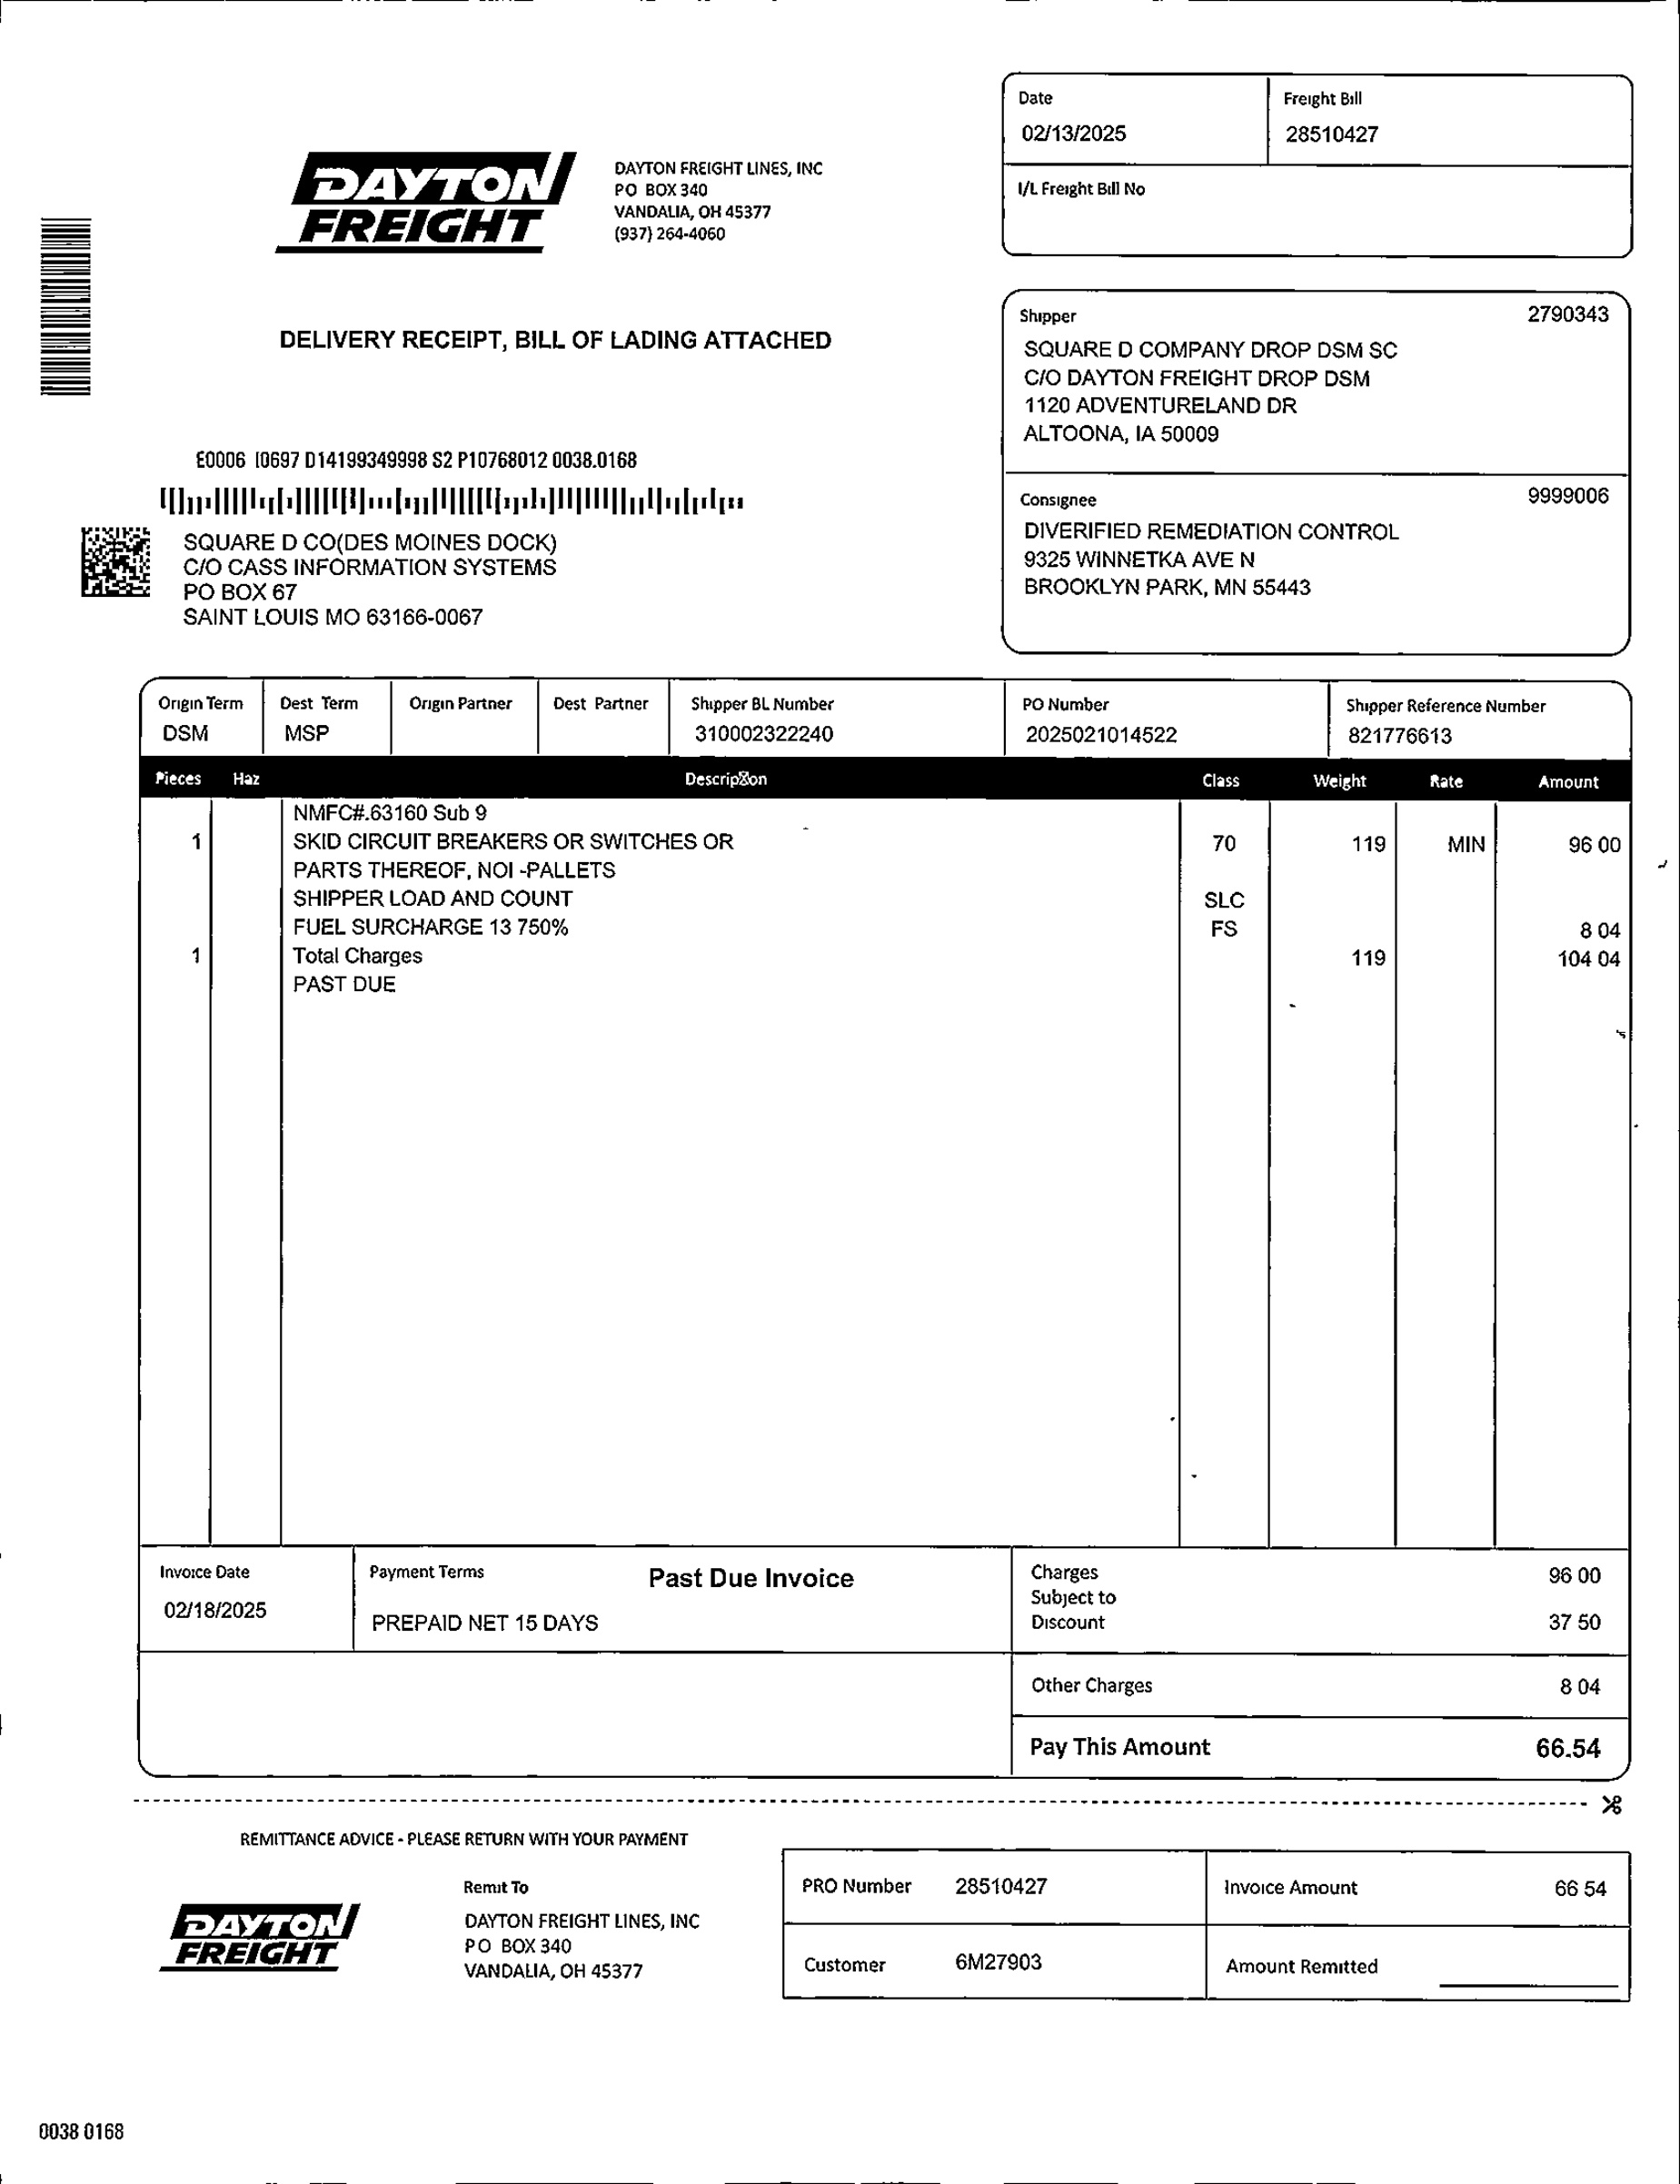 Date
02/13/2025
Freight Bill
28510427
I/L Freight Bill No
DAYTON
FREIGHT
DAYTON FREIGHT LINES, INC
PO BOX 340
VANDALIA, OH 45377
(937) 264-4060
DELIVERY RECEIPT, BILL OF LADING ATTACHED
Shipper 2790343
SQUARE D COMPANY DROP DSM SC
C/O DAYTON FREIGHT DROP DSM
1120 ADVENTURELAND DR
ALTOONA, IA 50009
E0006 I0697 D14199349998 S2 P10768012 0038.0168
SQUARE D CO(DES MOINES DOCK)
C/O CASS INFORMATION SYSTEMS
PO BOX 67
SAINT LOUIS MO 63166-0067
Consignee 9999006
DIVERIFIED REMEDIATION CONTROL
9325 WINNETKA AVE N
BROOKLYN PARK, MN 55443
Origin Term Dest Term Origin Partner Dest Partner Shipper BL Number PO Number Shipper Reference Number
DSM MSP 310002322240 2025021014522 821776613
Pieces Haz Descrip8on Class Weight Rate Amount
NMFC#.63160 Sub 9
1 SKID CIRCUIT BREAKERS OR SWITCHES OR 70 119 MIN 96 00
PARTS THEREOF, NOI -PALLETS
SHIPPER LOAD AND COUNT SLC
FUEL SURCHARGE 13 750% FS 8 04
1 Total Charges 119 104 04
PAST DUE
Invoice Date
02/18/2025
Payment Terms
PREPAID NET 15 DAYS
Past Due Invoice
Charges 96 00
Subject to
Discount 37 50
Other Charges 8 04
Pay This Amount 66.54
REMITTANCE ADVICE - PLEASE RETURN WITH YOUR PAYMENT
DAYTON
FREIGHT
Remit To
DAYTON FREIGHT LINES, INC
PO BOX 340
VANDALIA, OH 45377
PRO Number 28510427 Invoice Amount 66 54
Customer 6M27903 Amount Remitted
0038 0168